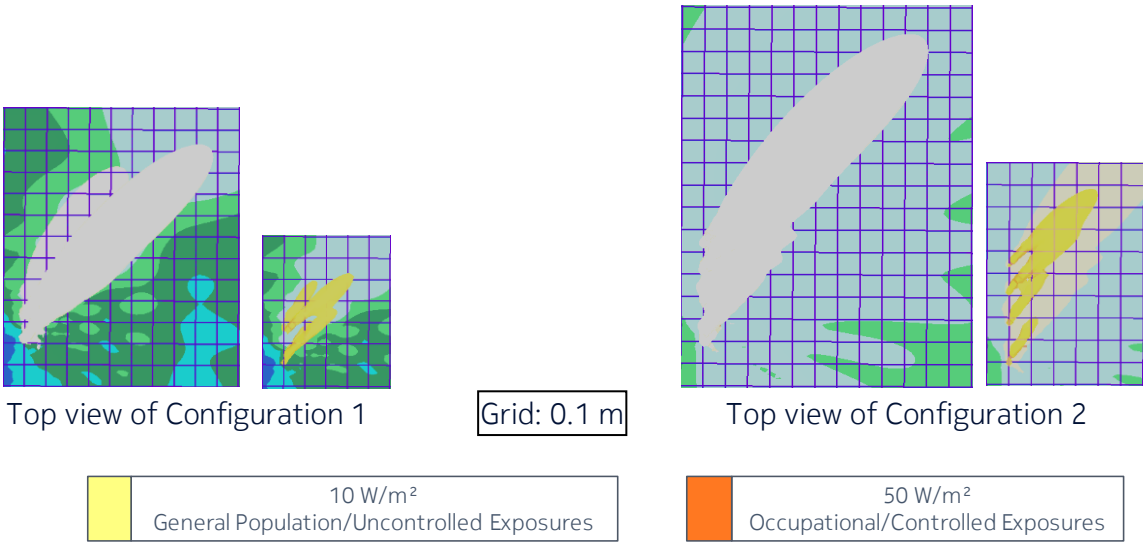 Top view of Configuration 1
Grid: 0.1 m
Top view of Configuration 2
10 W/m²
General Population/Uncontrolled Exposures
50 W/m²
Occupational/Controlled Exposures